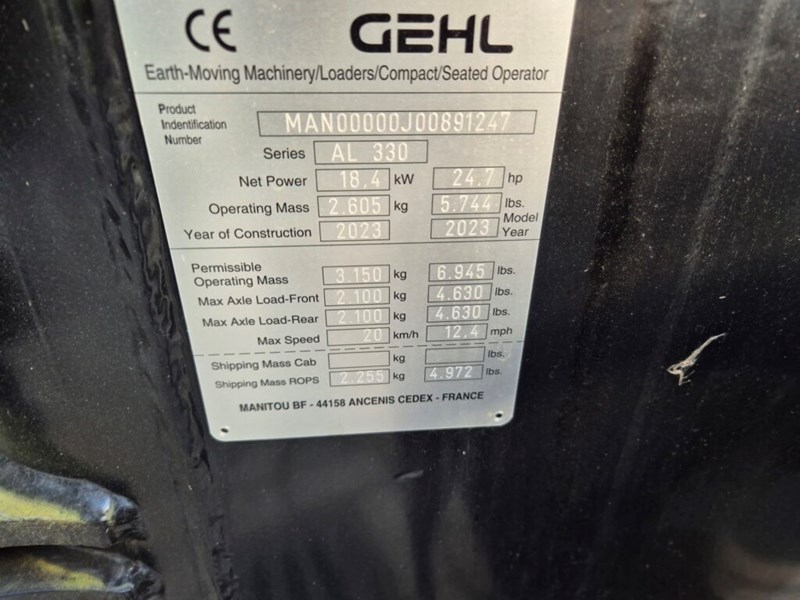 CE GEHL
Earth-Moving Machinery/Loaders/Compact/Seated Operator
Product
Indentification
Number
MAN00000J00891247
Series AL 330
Net Power 18.4 kW 24.7 hp
Operating Mass 2.605 kg 5.744 lbs.
Year of Construction 2023 2023 Model Year
Permissible
Operating Mass 3.150 kg 6.945 lbs.
Max Axle Load-Front 2.100 kg 4.630 lbs.
Max Axle Load-Rear 2.100 kg 4.630 lbs.
Max Speed 20 km/h 12.4 mph
Shipping Mass Cab kg lbs.
Shipping Mass ROPS 2.255 kg 4.972 lbs.
MANITOU BF - 44158 ANCENIS CEDEX - FRANCE